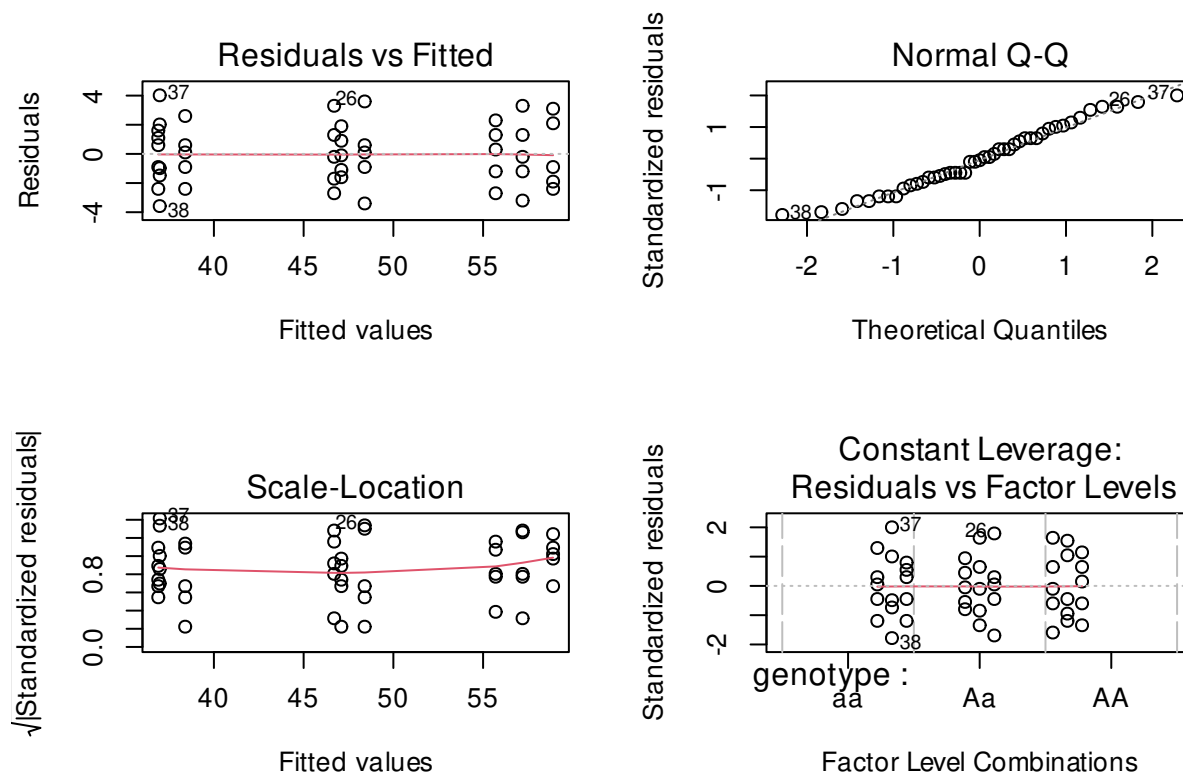 Residuals vs Fitted
Residuals
4
0
-4
37
26
38
40
45
50
55
Fitted values
Normal Q-Q
Standardized residuals
1
-1
38
26
37
-2
-1
0
1
2
Theoretical Quantiles
Scale-Location
√|Standardized residuals|
0.8
0.0
37
38
26
40
45
50
55
Fitted values
Constant Leverage:
Residuals vs Factor Levels
Standardized residuals
2
0
-2
37
26
38
genotype :
aa
Aa
AA
Factor Level Combinations